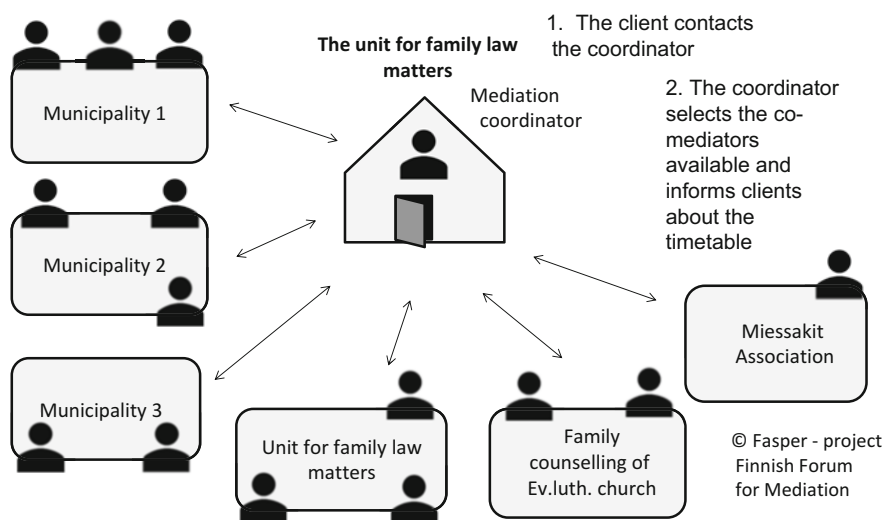 The unit for family law
matters
Mediation
coordinator
1. The client contacts
the coordinator
2. The coordinator
selects the co-
mediators
available and
informs clients
about the
timetable
Municipality 1
Municipality 2
Municipality 3
Unit for family law
matters
Family
counselling of
Ev.luth. church
Miessakit
Association
© Fasper - project
Finnish Forum
for Mediation